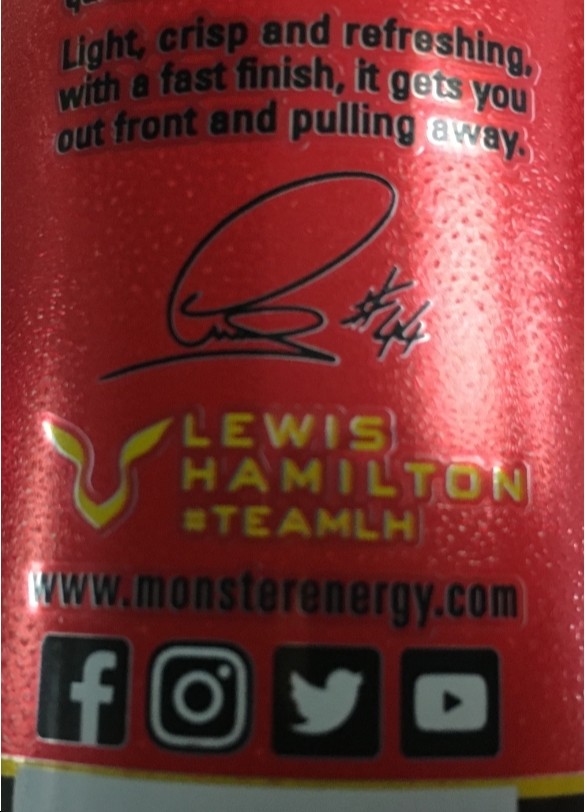 Light, crisp and refreshing,
with a fast finish, it gets you
out front and pulling away.
#44
LEWIS
HAMILTON
#TEAMLH
www.monsterenergy.com